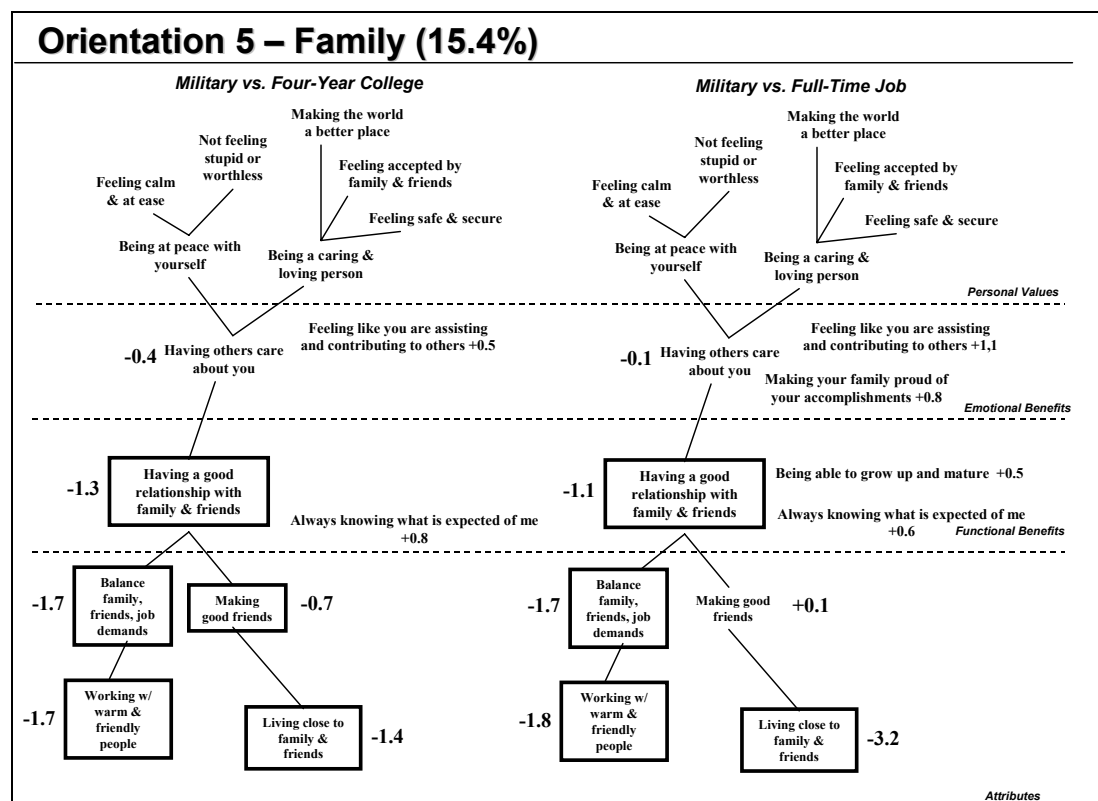 Orientation 5 – Family (15.4%)
Military vs. Four-Year College
Making the world
a better place
Not feeling
stupid or
worthless
Feeling accepted by
family & friends
Feeling calm
& at ease
Feeling safe & secure
Being at peace with
yourself
Being a caring &
loving person
Feeling like you are assisting
and contributing to others +0.5
-0.4
Having others care
about you
-1.3
Having a good
relationship with
family & friends
Always knowing what is expected of me
+0.8
-1.7
Balance
family,
friends, job
demands
Making
good friends
-0.7
-1.7
Working w/
warm &
friendly
people
Living close to
family &
friends
-1.4
Military vs. Full-Time Job
Making the world
a better place
Not feeling
stupid or
worthless
Feeling accepted by
family & friends
Feeling calm
& at ease
Feeling safe & secure
Being at peace with
yourself
Being a caring &
loving person
Personal Values
Feeling like you are assisting
and contributing to others +1,1
-0.1
Having others care
about you
Making your family proud of
your accomplishments +0.8
Emotional Benefits
-1.1
Having a good
relationship with
family & friends
Being able to grow up and mature +0.5
Always knowing what is expected of me
+0.6
Functional Benefits
-1.7
Balance
family,
friends, job
demands
Making good
friends
+0.1
-1.8
Working w/
warm &
friendly
people
Living close to
family &
friends
-3.2
Attributes